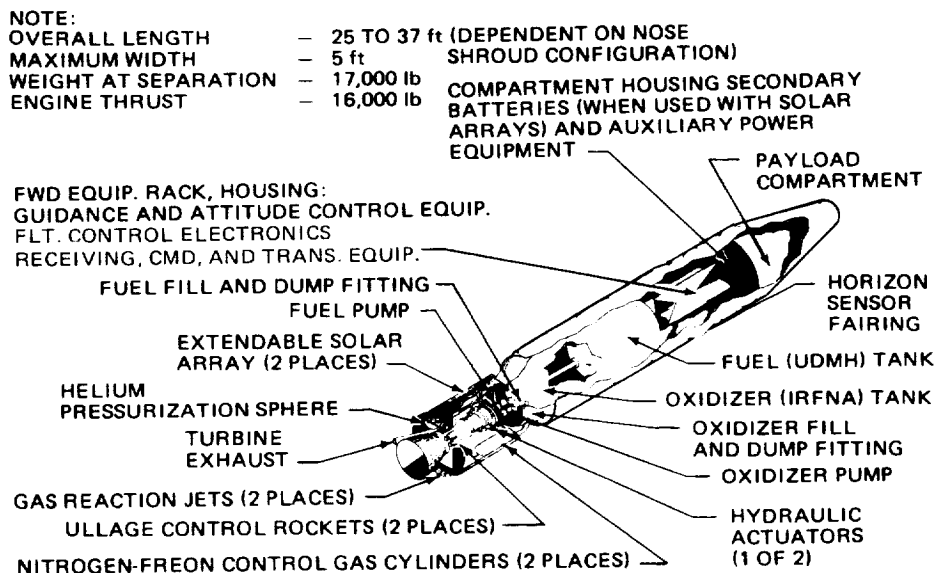 NOTE:
OVERALL LENGTH – 25 TO 37 ft (DEPENDENT ON NOSE
SHROUD CONFIGURATION)
MAXIMUM WIDTH – 5 ft
WEIGHT AT SEPARATION – 17,000 lb
ENGINE THRUST – 16,000 lb
COMPARTMENT HOUSING SECONDARY
BATTERIES (WHEN USED WITH SOLAR
ARRAYS) AND AUXILIARY POWER
EQUIPMENT
PAYLOAD
COMPARTMENT
FWD EQUIP. RACK, HOUSING:
GUIDANCE AND ATTITUDE CONTROL EQUIP.
FLT. CONTROL ELECTRONICS
RECEIVING, CMD, AND TRANS. EQUIP.
FUEL FILL AND DUMP FITTING
FUEL PUMP
EXTENDABLE SOLAR
ARRAY (2 PLACES)
HELIUM
PRESSURIZATION SPHERE
TURBINE
EXHAUST
GAS REACTION JETS (2 PLACES)
ULLAGE CONTROL ROCKETS (2 PLACES)
NITROGEN-FREON CONTROL GAS CYLINDERS (2 PLACES)
HORIZON
SENSOR
FAIRING
FUEL (UDMH) TANK
OXIDIZER (IRFNA) TANK
OXIDIZER FILL
AND DUMP FITTING
OXIDIZER PUMP
HYDRAULIC
ACTUATORS
(1 OF 2)